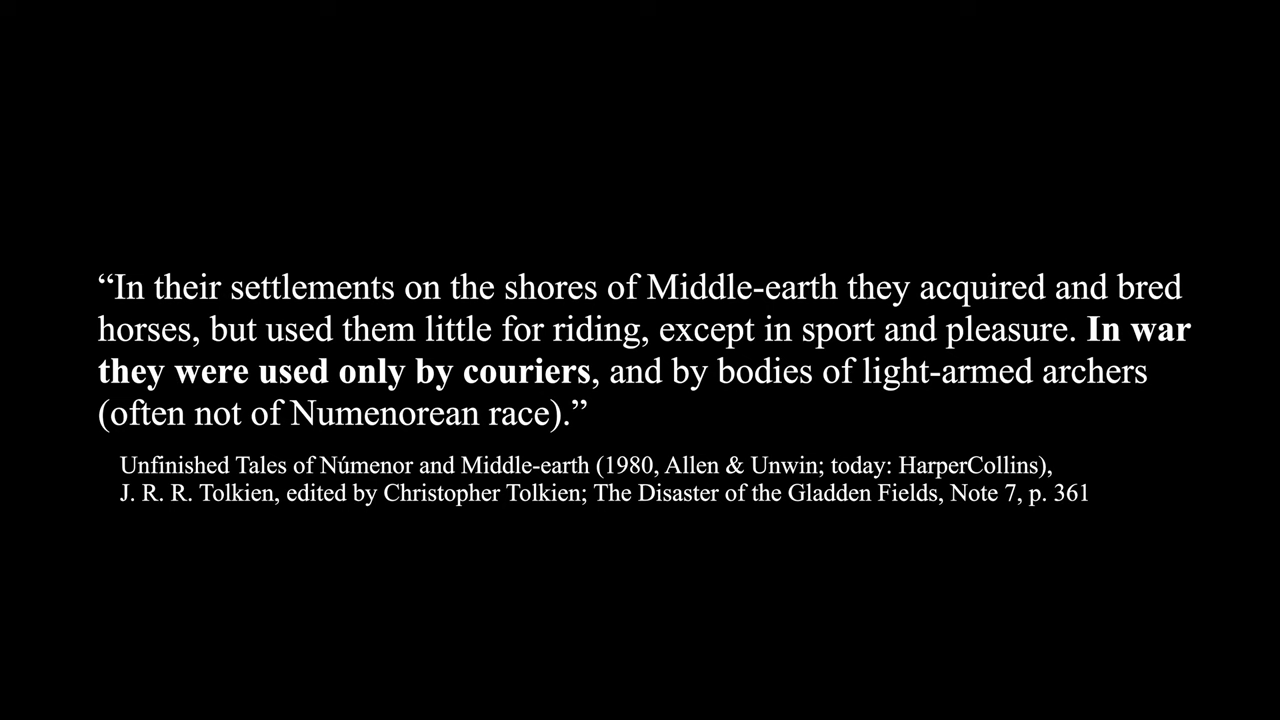 “In their settlements on the shores of Middle-earth they acquired and bred
horses, but used them little for riding, except in sport and pleasure. In war
they were used only by couriers, and by bodies of light-armed archers
(often not of Numenorean race).”
Unfinished Tales of Númenor and Middle-earth (1980, Allen & Unwin; today: HarperCollins),
J. R. R. Tolkien, edited by Christopher Tolkien; The Disaster of the Gladden Fields, Note 7, p. 361